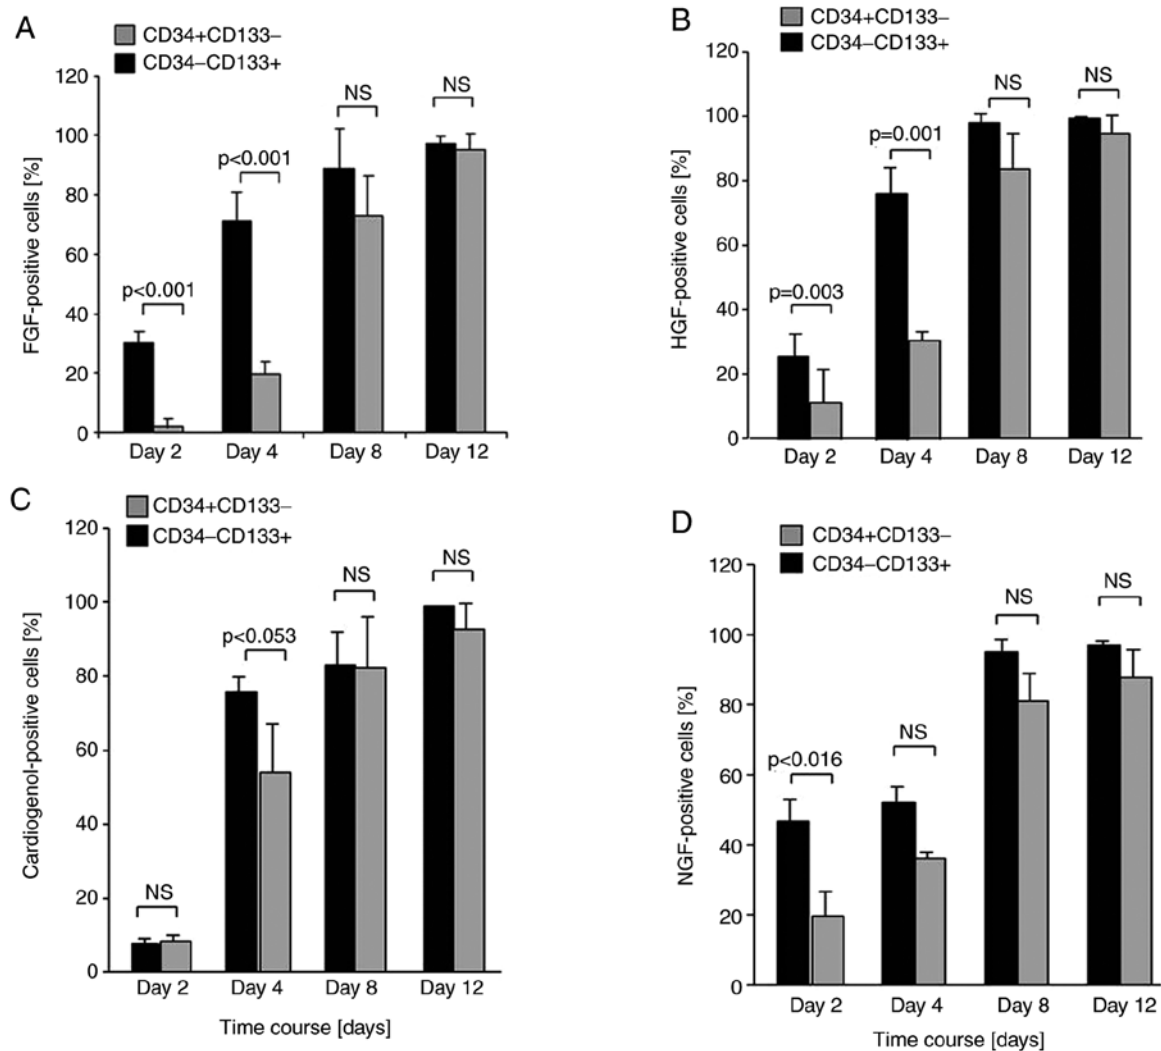 A
CD34+CD133–
CD34–CD133+
FGF-positive cells [%]
120
100
80
60
40
20
0
p<0.001
p<0.001
NS
NS
Day 2 Day 4 Day 8 Day 12
B
CD34+CD133–
CD34–CD133+
HGF-positive cells [%]
120
100
80
60
40
20
0
p=0.003
p=0.001
NS
NS
Day 2 Day 4 Day 8 Day 12
C
CD34+CD133–
CD34–CD133+
Cardiogenol-positive cells [%]
120
100
80
60
40
20
0
NS
p<0.053
NS
NS
Day 2 Day 4 Day 8 Day 12
Time course [days]
D
CD34+CD133–
CD34–CD133+
NGF-positive cells [%]
120
100
80
60
40
20
0
p<0.016
NS
NS
NS
Day 2 Day 4 Day 8 Day 12
Time course [days]